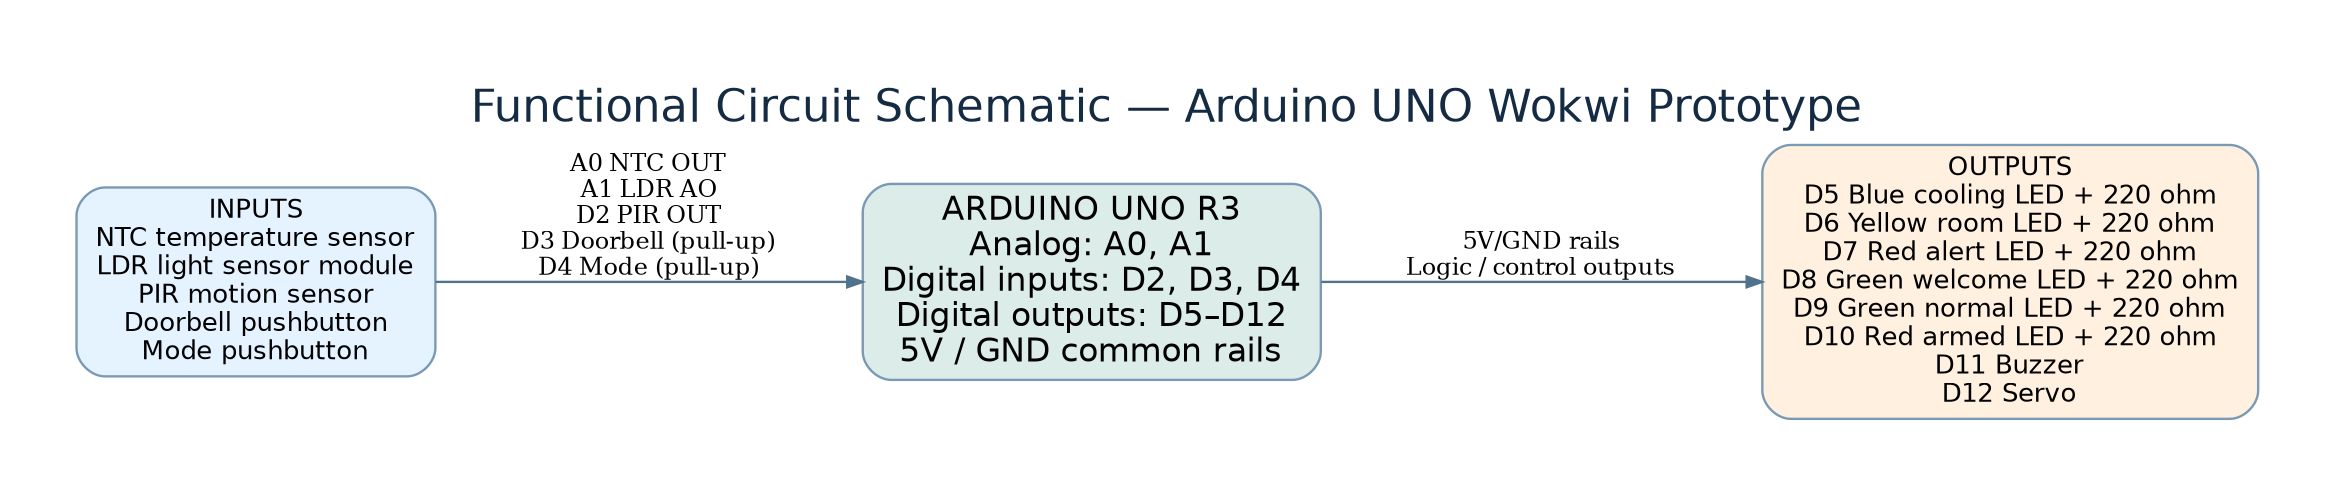 Functional Circuit Schematic — Arduino UNO Wokwi Prototype
INPUTS
NTC temperature sensor
LDR light sensor module
PIR motion sensor
Doorbell pushbutton
Mode pushbutton
A0 NTC OUT
A1 LDR AO
D2 PIR OUT
D3 Doorbell (pull-up)
D4 Mode (pull-up)
ARDUINO UNO R3
Analog: A0, A1
Digital inputs: D2, D3, D4
Digital outputs: D5–D12
5V / GND common rails
5V/GND rails
Logic / control outputs
OUTPUTS
D5 Blue cooling LED + 220 ohm
D6 Yellow room LED + 220 ohm
D7 Red alert LED + 220 ohm
D8 Green welcome LED + 220 ohm
D9 Green normal LED + 220 ohm
D10 Red armed LED + 220 ohm
D11 Buzzer
D12 Servo